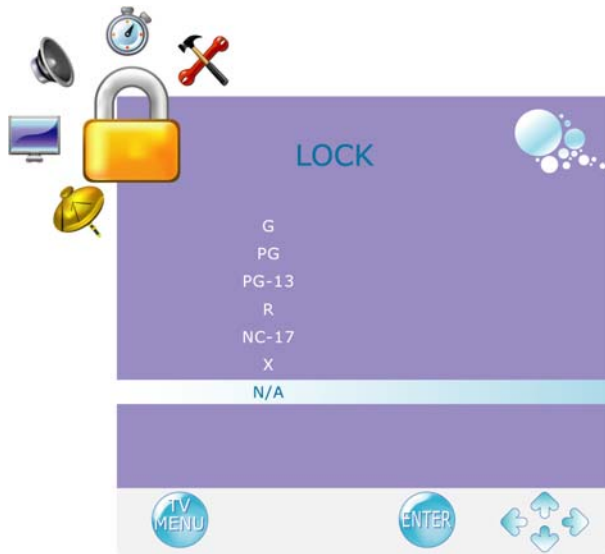 LOCK
G
PG
PG-13
R
NC-17
X
N/A
TV
MENU
ENTER